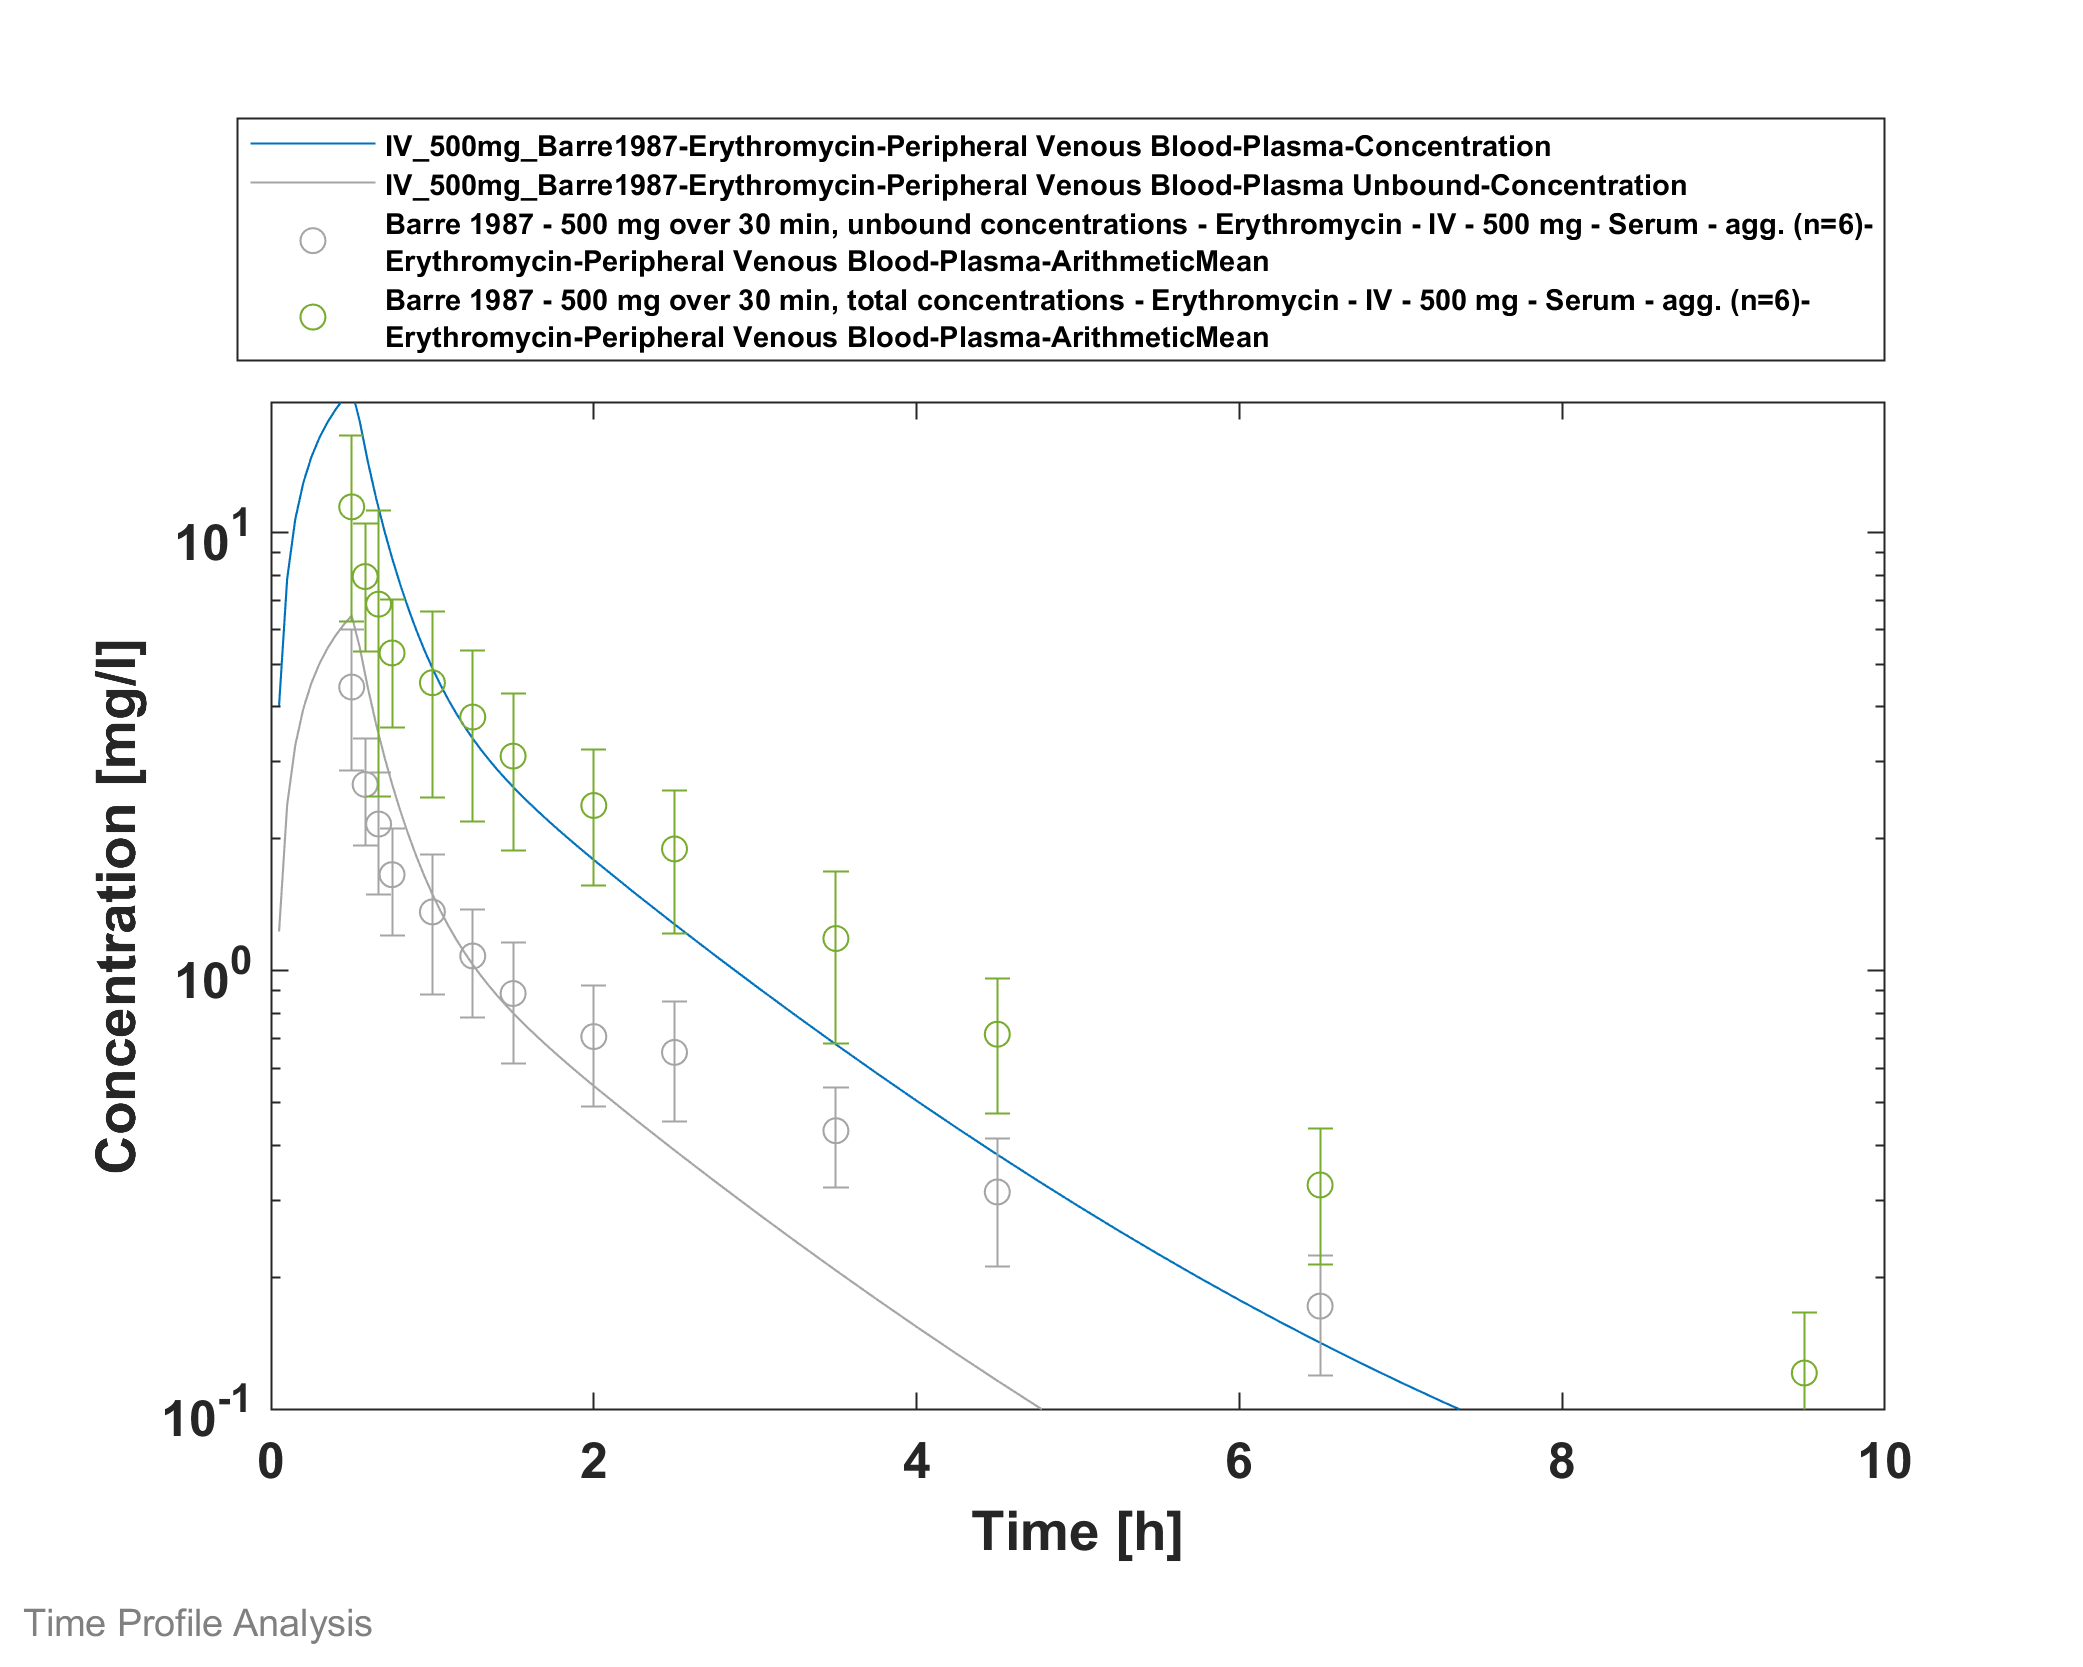 IV_500mg_Barre1987-Erythromycin-Peripheral Venous Blood-Plasma-Concentration
IV_500mg_Barre1987-Erythromycin-Peripheral Venous Blood-Plasma Unbound-Concentration
Barre 1987 - 500 mg over 30 min, unbound concentrations - Erythromycin - IV - 500 mg - Serum - agg. (n=6)-
Erythromycin-Peripheral Venous Blood-Plasma-ArithmeticMean
Barre 1987 - 500 mg over 30 min, total concentrations - Erythromycin - IV - 500 mg - Serum - agg. (n=6)-
Erythromycin-Peripheral Venous Blood-Plasma-ArithmeticMean
10^1
10^0
10^-1
Concentration [mg/l]
0 2 4 6 8 10
Time [h]
Time Profile Analysis